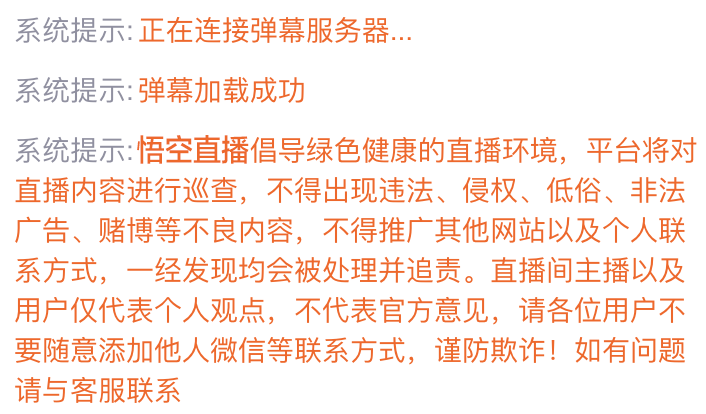 系统提示:正在连接弹幕服务器...
系统提示:弹幕加载成功
系统提示:悟空直播倡导绿色健康的直播环境，平台将对
直播内容进行巡查，不得出现违法、侵权、低俗、非法
广告、赌博等不良内容，不得推广其他网站以及个人联
系方式，一经发现均会被处理并追责。直播间主播以及
用户仅代表个人观点，不代表官方意见，请各位用户不
要随意添加他人微信等联系方式，谨防欺诈！如有问题
请与客服联系